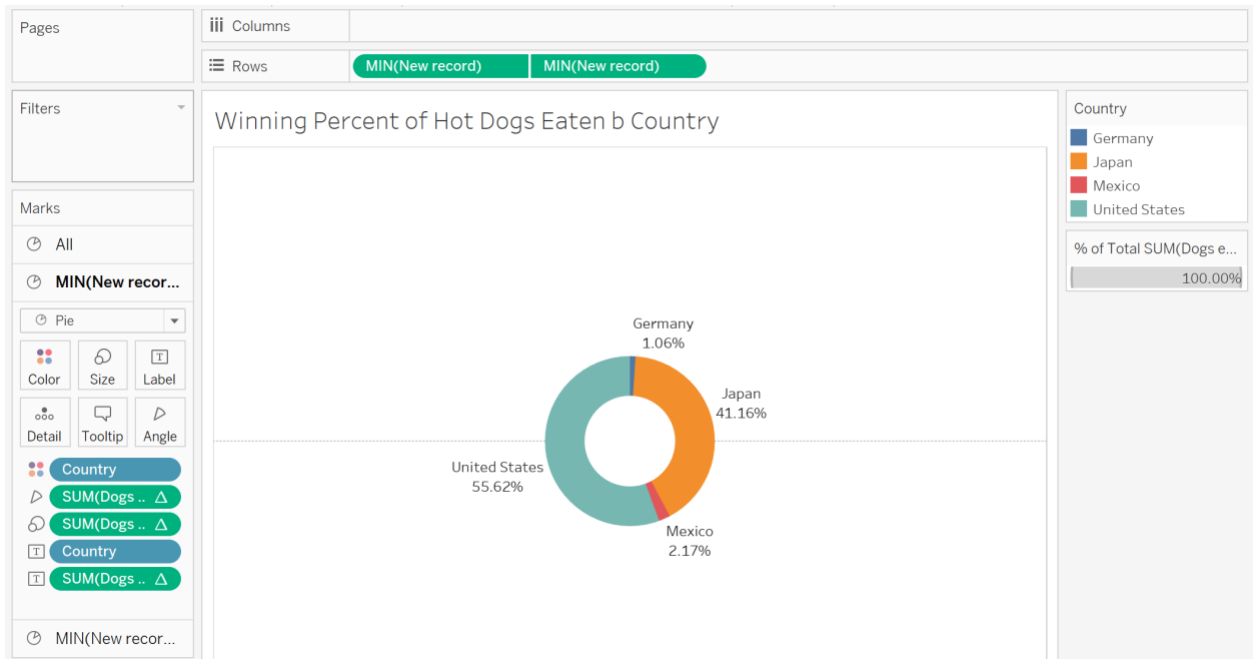 Pages
Columns
Rows
MIN(New record)
MIN(New record)
Filters
Marks
All
MIN(New recor...
Pie
Color
Size
Label
Detail
Tooltip
Angle
Country
SUM(Dogs ..
SUM(Dogs ..
Country
SUM(Dogs ..
MIN(New recor...
Winning Percent of Hot Dogs Eaten b Country
Germany
1.06%
Japan
41.16%
United States
55.62%
Mexico
2.17%
Country
Germany
Japan
Mexico
United States
% of Total SUM(Dogs e...
100.00%